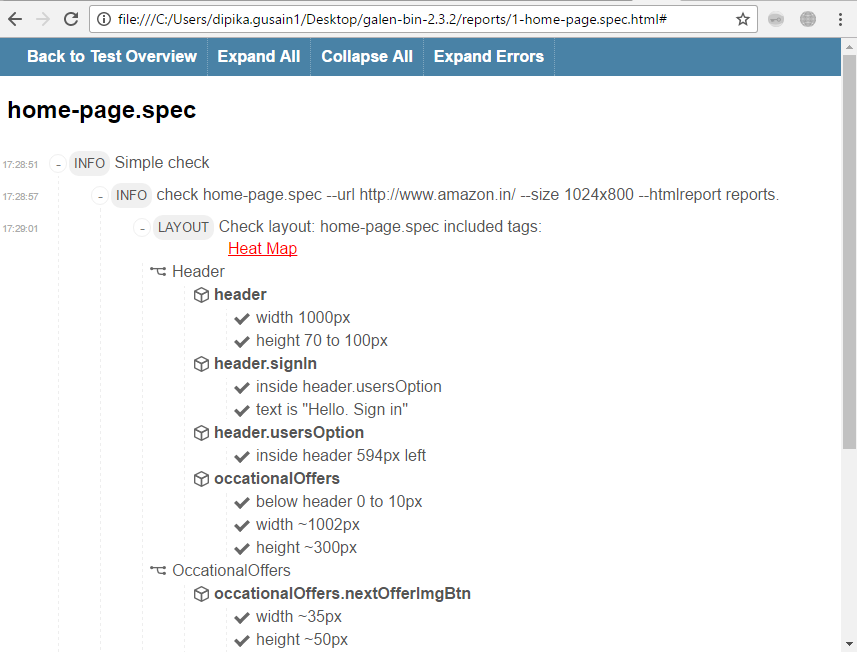 file:///C:/Users/dipika.gusain1/Desktop/galen-bin-2.3.2/reports/1-home-page.spec.html#
Back to Test Overview Expand All Collapse All Expand Errors
home-page.spec
17:28:51 - INFO Simple check
17:28:57 - INFO check home-page.spec --url http://www.amazon.in/ --size 1024x800 --htmlreport reports.
17:29:01 - LAYOUT Check layout: home-page.spec included tags:
Heat Map
Header
header
width 1000px
height 70 to 100px
header.signIn
inside header.usersOption
text is "Hello. Sign in"
header.usersOption
inside header 594px left
occationalOffers
below header 0 to 10px
width ~1002px
height ~300px
OccationalOffers
occationalOffers.nextOfferImgBtn
width ~35px
height ~50px